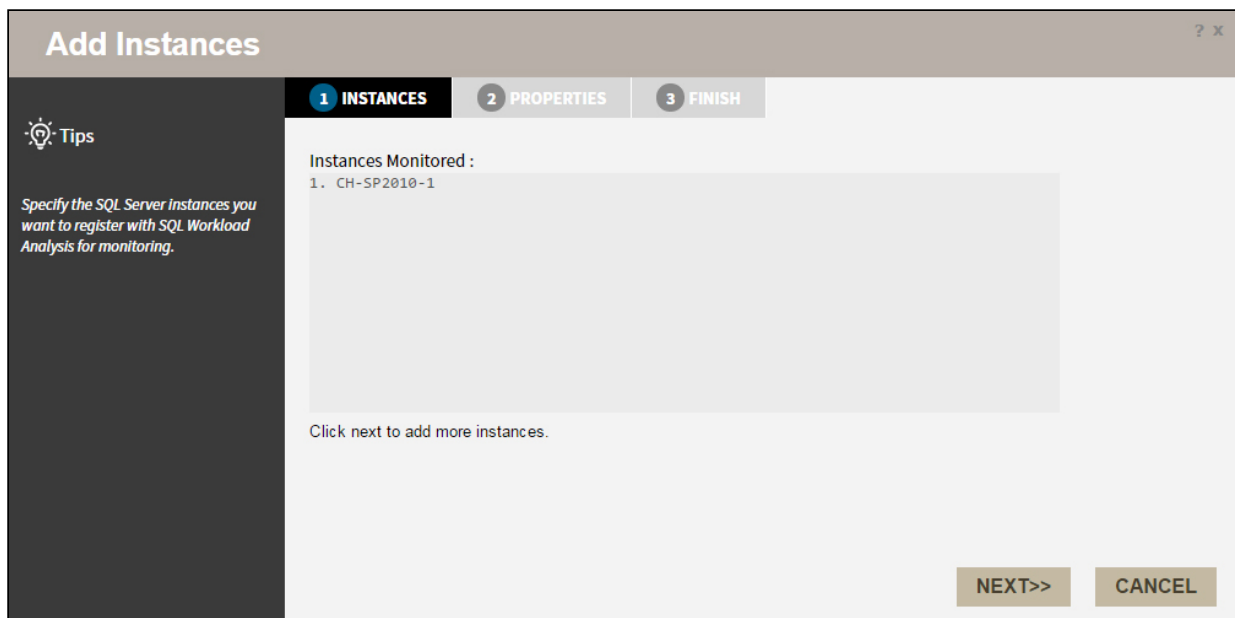 Add Instances
? x
Tips
Specify the SQL Server instances you
want to register with SQL Workload
Analysis for monitoring.
1 INSTANCES
2 PROPERTIES
3 FINISH
Instances Monitored :
1. CH-SP2010-1
Click next to add more instances.
NEXT>>
CANCEL